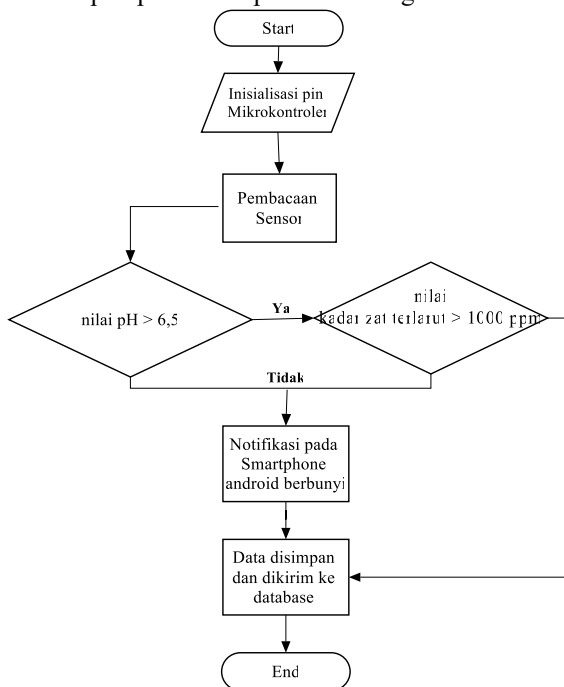 Start
Inisialisasi pin
Mikrokontroler
Pembacaan
Sensor
nilai pH > 6,5
Ya
nilai
kadar zat terlarut > 1000 ppm
Tidak
Notifikasi pada
Smartphone
android berbunyi
Data disimpan
dan dikirim ke
database
End